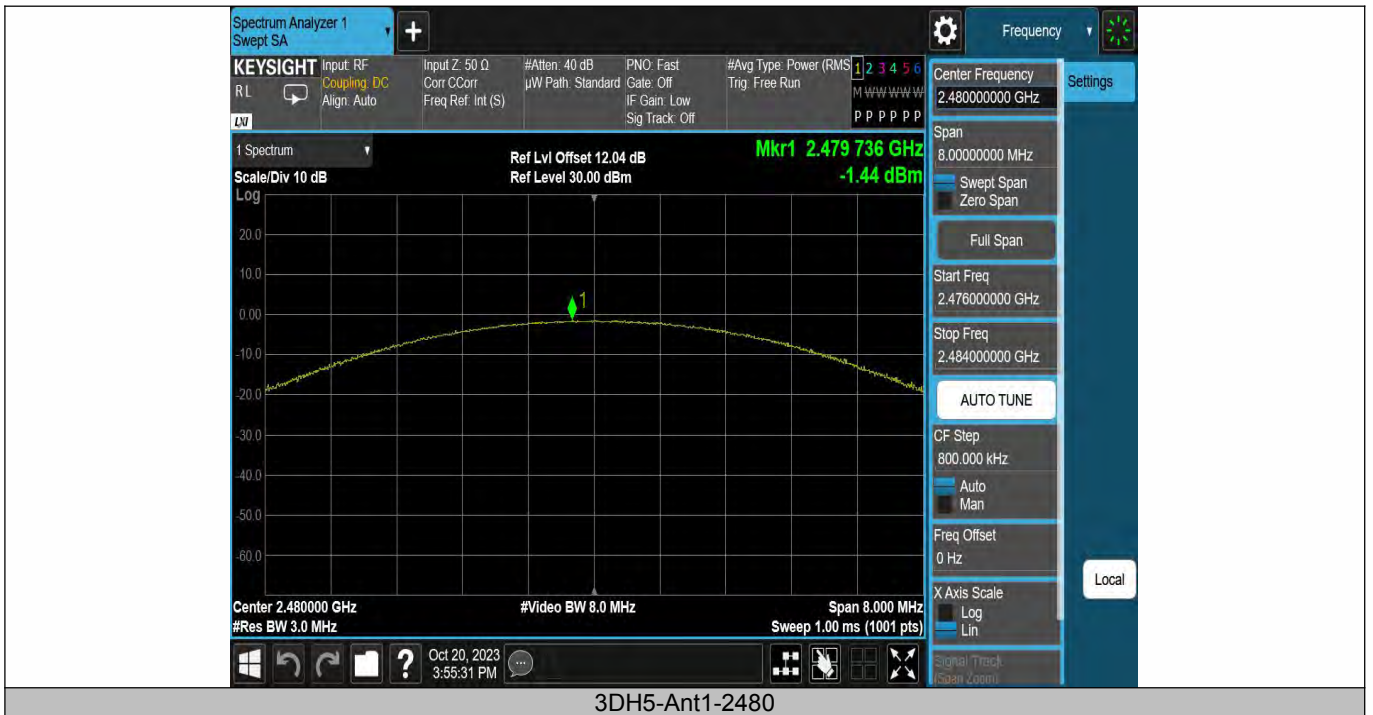 Spectrum Analyzer 1
Swept SA
+
Frequency
KEYSIGHT
RL
LXI
Input: RF
Coupling: DC
Align: Auto
Input Z: 50 Ω
Corr CCorr
Freq Ref: Int (S)
#Atten: 40 dB
µW Path: Standard
PNO: Fast
Gate: Off
IF Gain: Low
Sig Track: Off
#Avg Type: Power (RMS
Trig: Free Run
1 2 3 4 5 6
M W W W W W
P P P P P P
1 Spectrum
Scale/Div 10 dB
Ref Lvl Offset 12.04 dB
Ref Level 30.00 dBm
Mkr1 2.479 736 GHz
-1.44 dBm
Log
20.0
10.0
0.00
-10.0
-20.0
-30.0
-40.0
-50.0
-60.0
1
Center 2.480000 GHz
#Res BW 3.0 MHz
#Video BW 8.0 MHz
Span 8.000 MHz
Sweep 1.00 ms (1001 pts)
Center Frequency
2.480000000 GHz
Settings
Span
8.00000000 MHz
Swept Span
Zero Span
Full Span
Start Freq
2.476000000 GHz
Stop Freq
2.484000000 GHz
AUTO TUNE
CF Step
800.000 kHz
Auto
Man
Freq Offset
0 Hz
X Axis Scale
Log
Lin
Signal Track
(Span Zoom)
Local
?
Oct 20, 2023
3:55:31 PM
3DH5-Ant1-2480